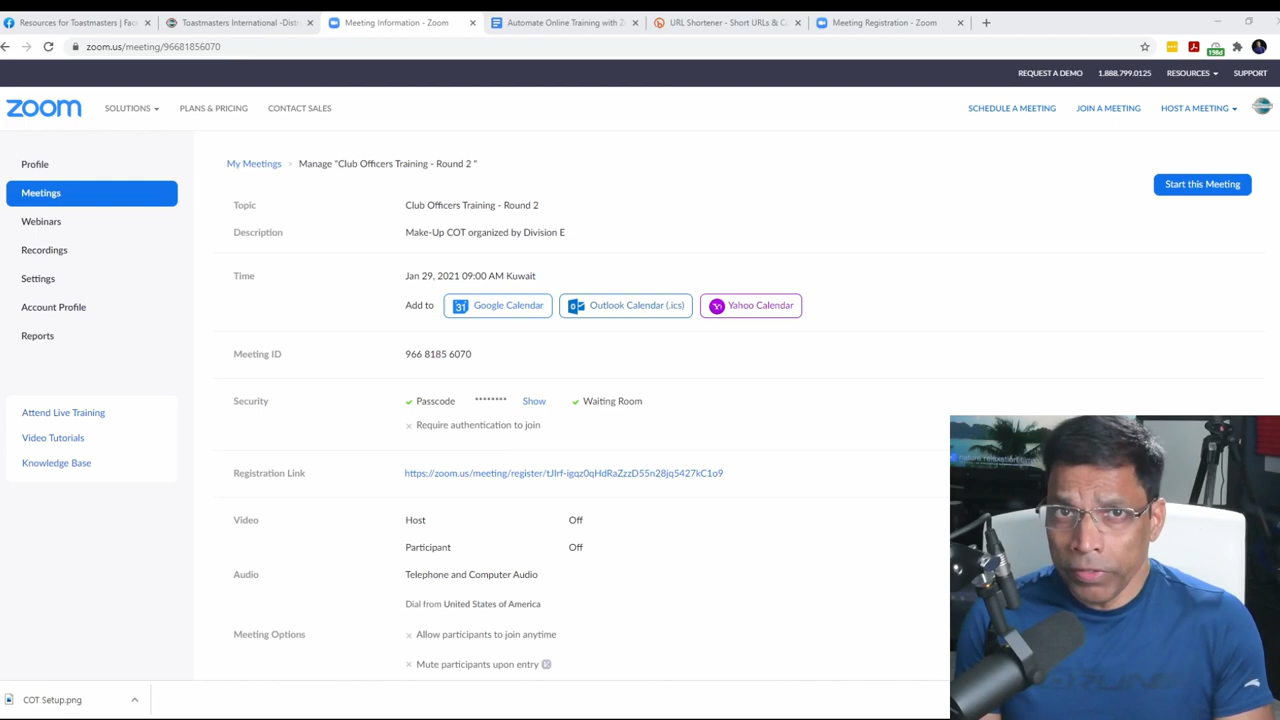 Resources for Toastmasters | Fac
Toastmasters International -Dist
Meeting Information - Zoom
Automate Online Training with Z
URL Shortener - Short URLs & C
Meeting Registration - Zoom
zoom.us/meeting/96681856070
198d
REQUEST A DEMO 1.888.799.0125 RESOURCES SUPPORT
zoom SOLUTIONS PLANS & PRICING CONTACT SALES SCHEDULE A MEETING JOIN A MEETING HOST A MEETING
Profile
Meetings
Webinars
Recordings
Settings
Account Profile
Reports
Attend Live Training
Video Tutorials
Knowledge Base
My Meetings > Manage "Club Officers Training - Round 2 "
Start this Meeting
Topic Club Officers Training - Round 2
Description Make-Up COT organized by Division E
Time Jan 29, 2021 09:00 AM Kuwait
Add to 31 Google Calendar Outlook Calendar (.ics) Yahoo Calendar
Meeting ID 966 8185 6070
Security Passcode ******** Show Waiting Room
Require authentication to join
Registration Link https://zoom.us/meeting/register/tJIrf-igqz0qHdRaZzzD55n28jq5427kC1o9
Video Host Off
Participant Off
Audio Telephone and Computer Audio
Dial from United States of America
Meeting Options Allow participants to join anytime
Mute participants upon entry
COT Setup.png